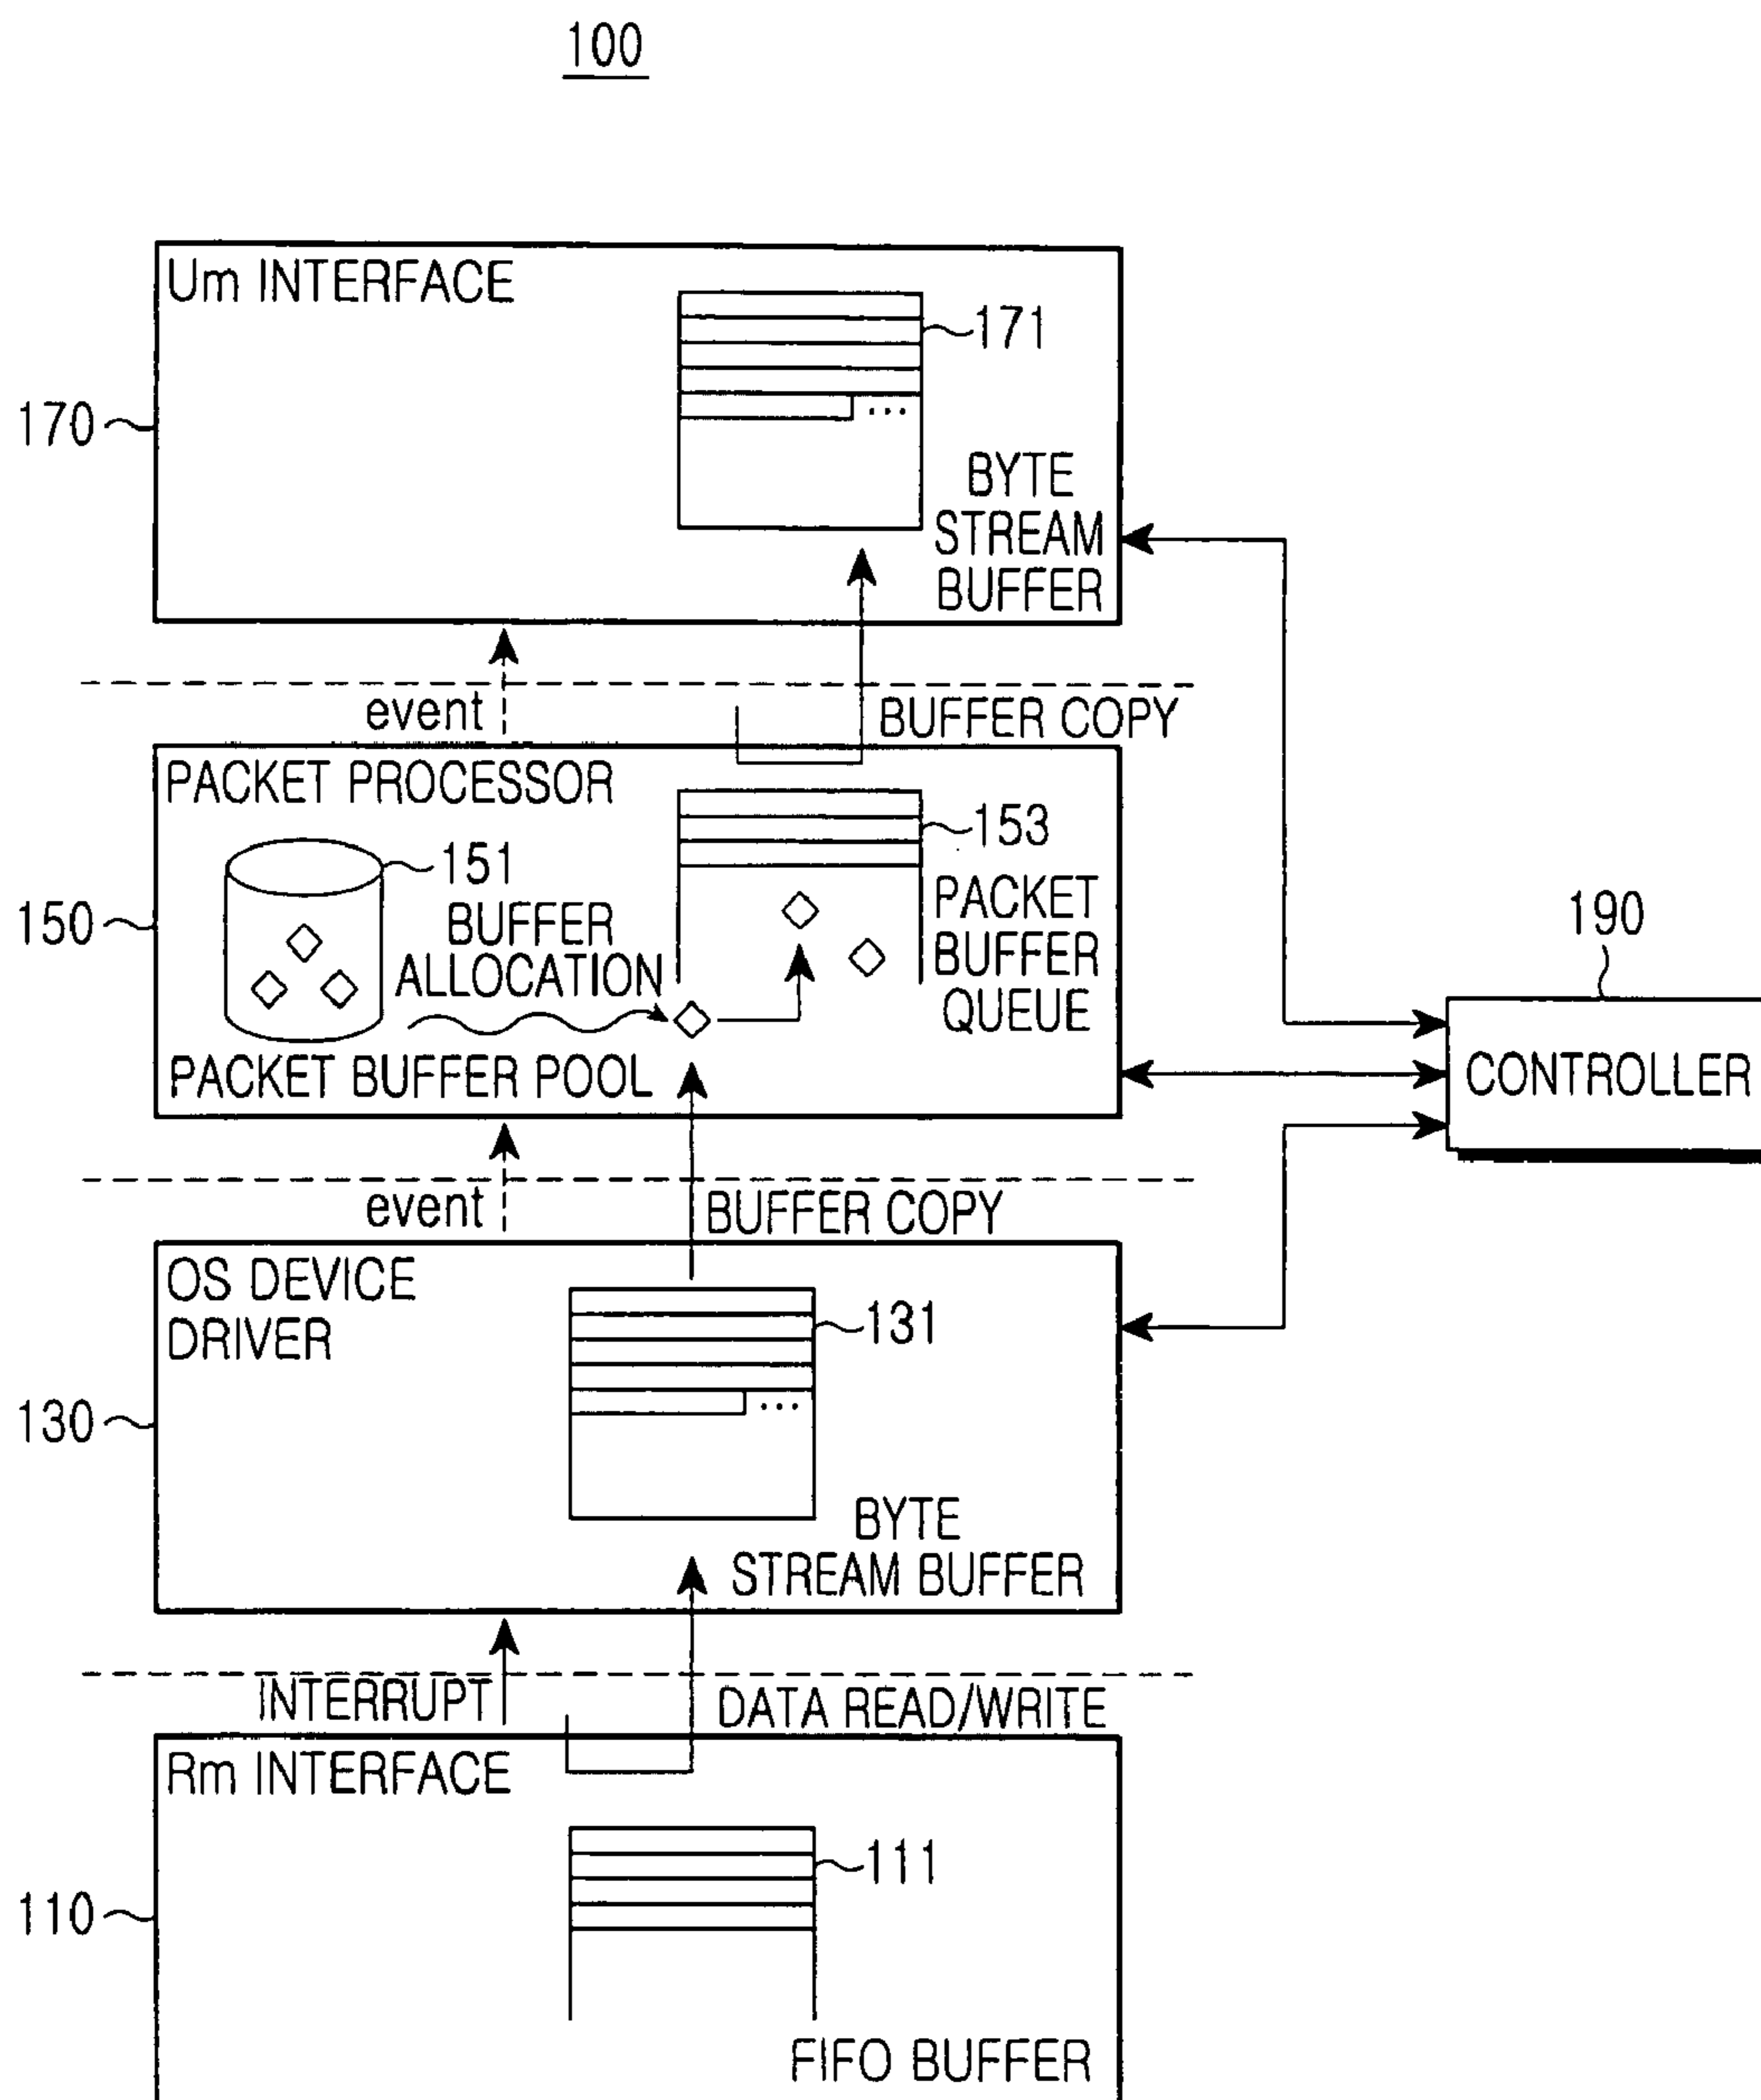 100
Um INTERFACE
171
170
BYTE
STREAM
BUFFER
event
BUFFER COPY
PACKET PROCESSOR
153
151
150
BUFFER
ALLOCATION
PACKET
BUFFER
QUEUE
190
PACKET BUFFER POOL
CONTROLLER
event
BUFFER COPY
OS DEVICE
DRIVER
131
130
BYTE
STREAM BUFFER
INTERRUPT
DATA READ/WRITE
Rm INTERFACE
111
110
FIFO BUFFER